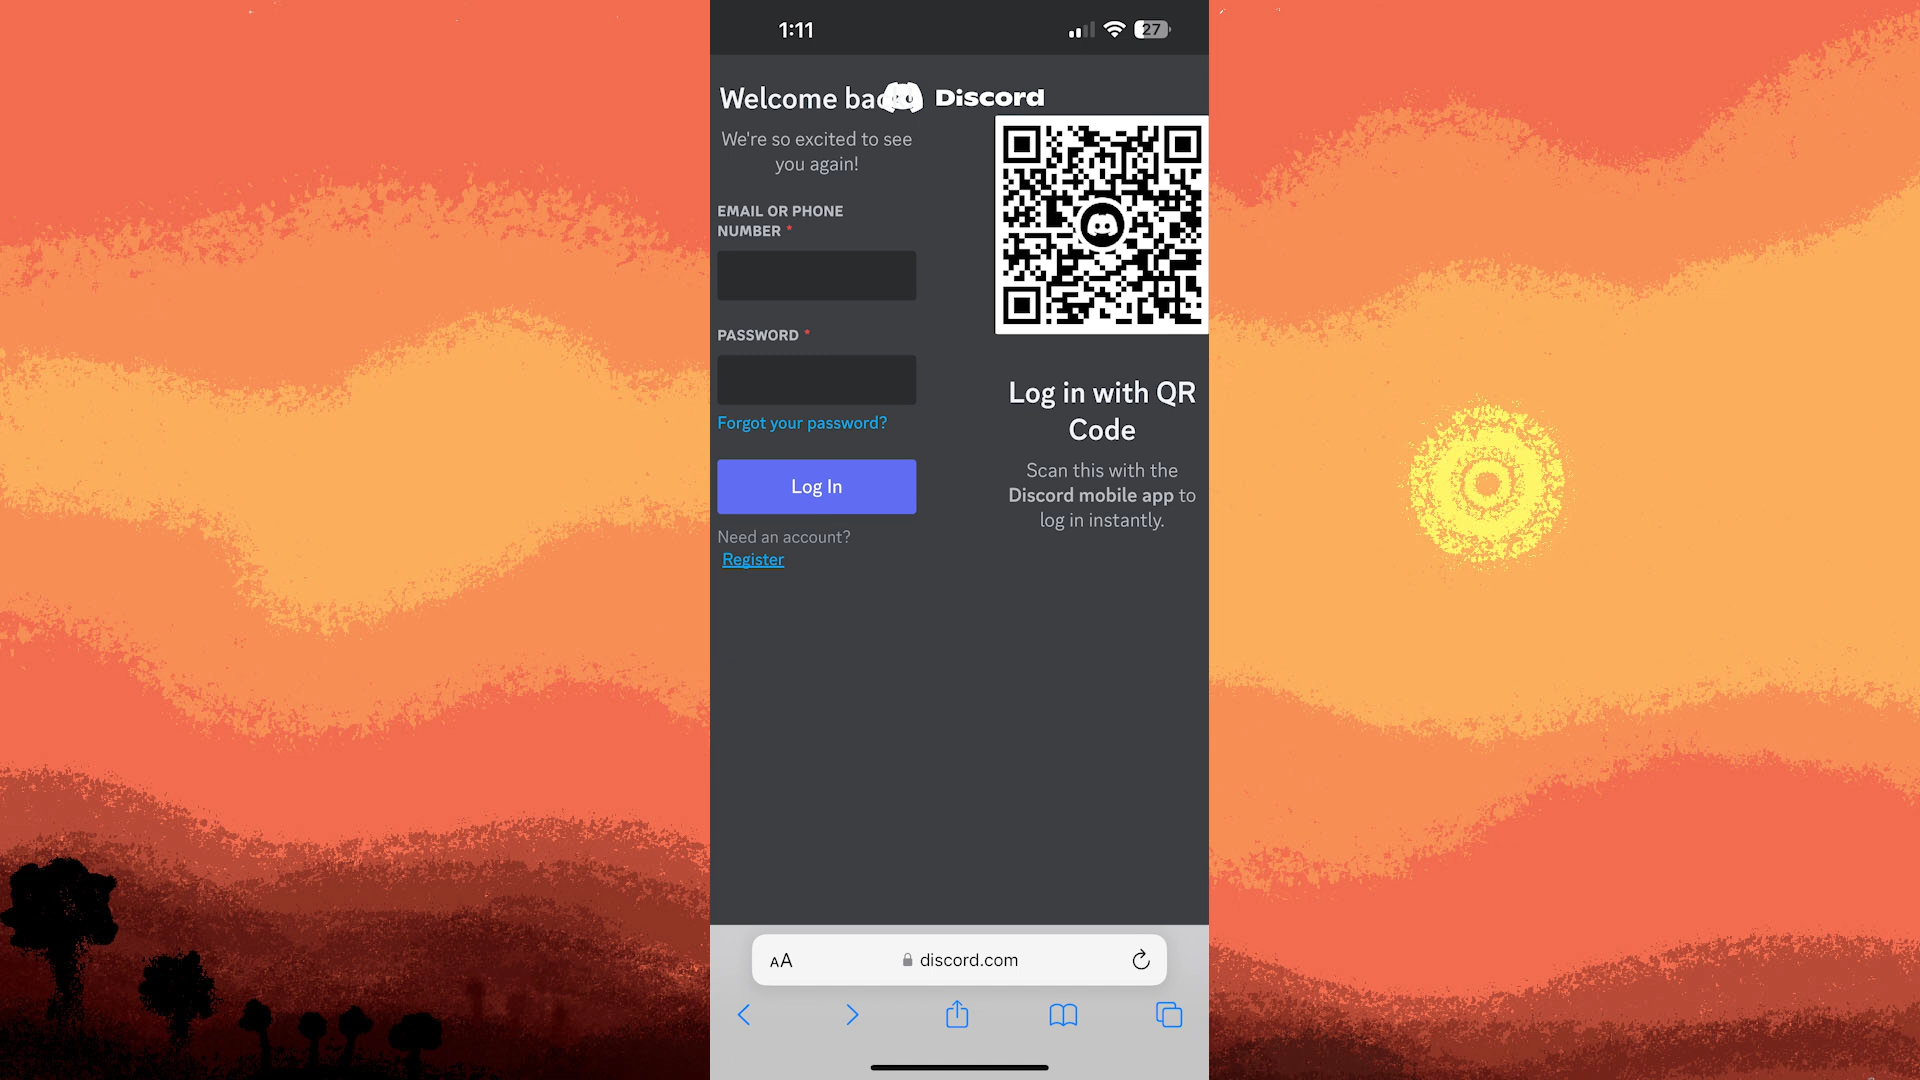 1:11
27
Welcome bac
Discord
We're so excited to see
you again!
EMAIL OR PHONE
NUMBER *
PASSWORD *
Forgot your password?
Log In
Need an account?
Register
Log in with QR
Code
Scan this with the
Discord mobile app to
log in instantly.
AA
discord.com